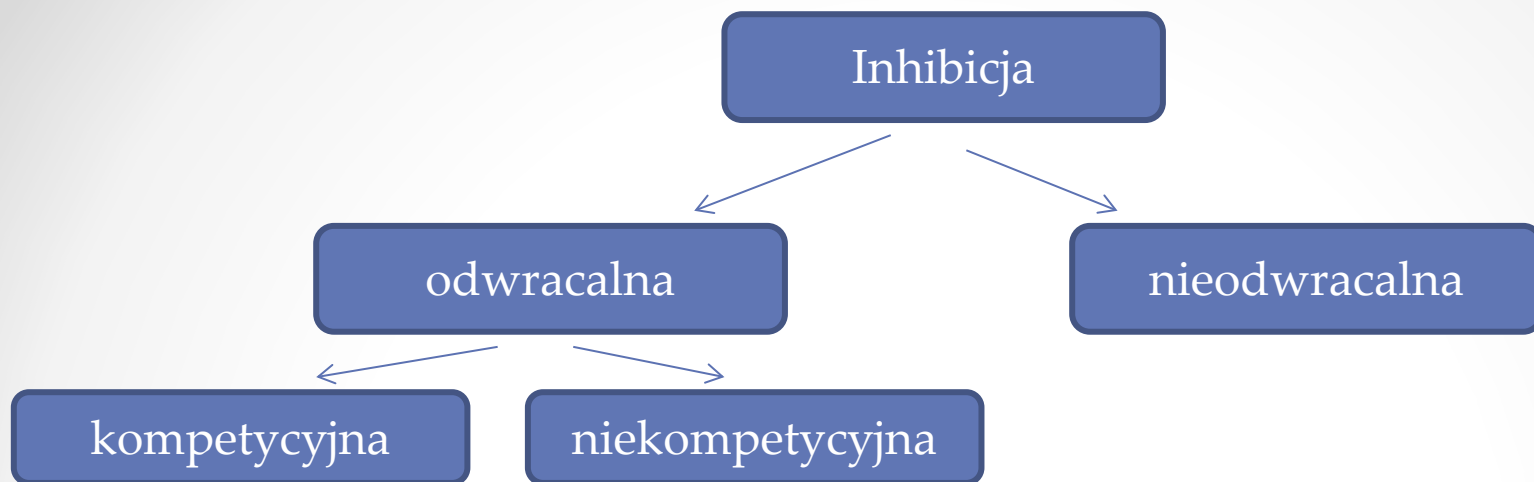 Inhibicja
odwracalna
nieodwracalna
kompetycyjna
niekompetycyjna